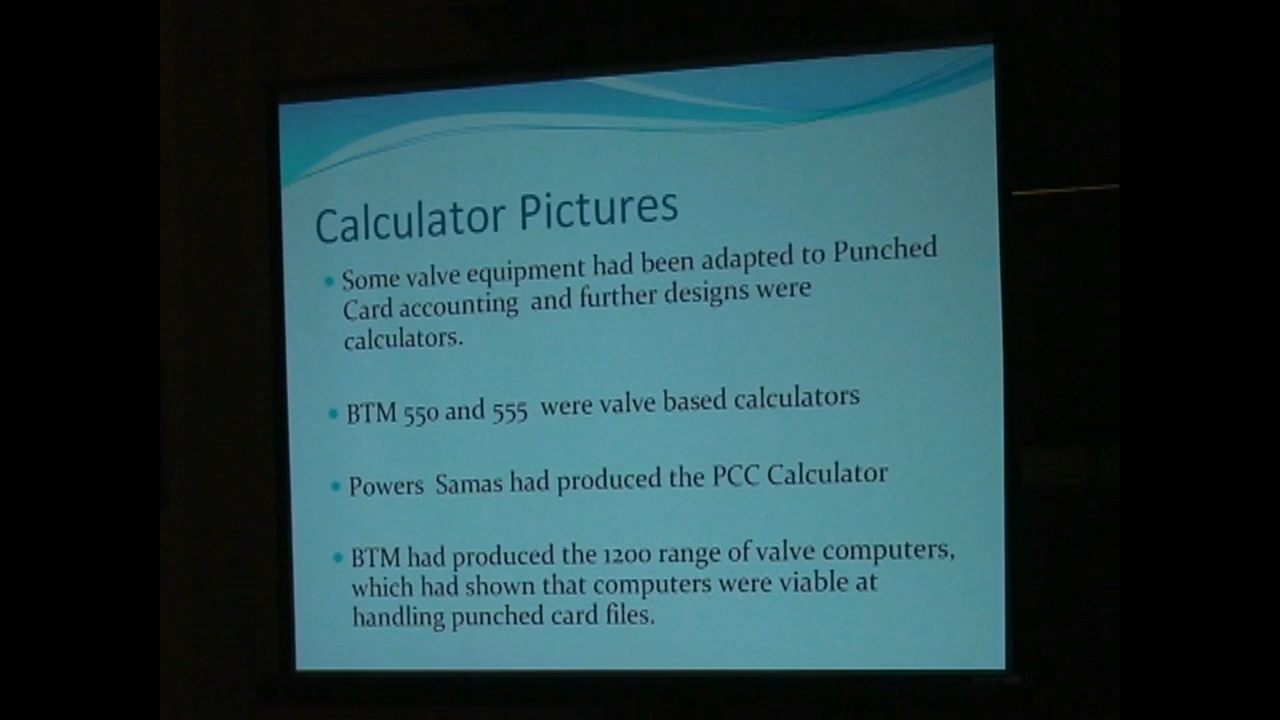 Calculator Pictures
Some valve equipment had been adapted to Punched
Card accounting and further designs were
calculators.
BTM 550 and 555 were valve based calculators
Powers Samas had produced the PCC Calculator
BTM had produced the 1200 range of valve computers,
which had shown that computers were viable at
handling punched card files.